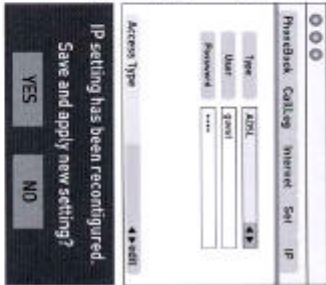 PhoneBook CallLog Internet Set IP
Type ADSL
User guest
Password ****
Access Type edit
IP setting has been reconfigured.
Save and apply new setting?
YES NO